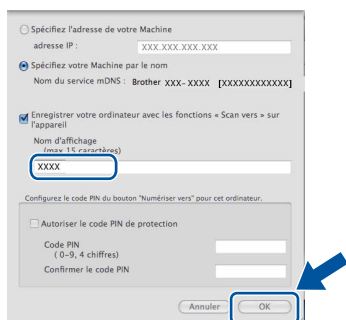 Spécifiez l'adresse de votre Machine
adresse IP : XXX.XXX.XXX.XXX
Spécifiez votre Machine par le nom
Nom du service mDNS : Brother XXX-XXXX [XXXXXXXXXXXX]
Enregistrer votre ordinateur avec les fonctions « Scan vers » sur
l'appareil
Nom d'affichage
(max 15 caractères)
XXXX
Configurez le code PIN du bouton "Numériser vers" pour cet ordinateur.
Autoriser le code PIN de protection
Code PIN
( 0-9, 4 chiffres)
Confirmer le code PIN
Annuler OK